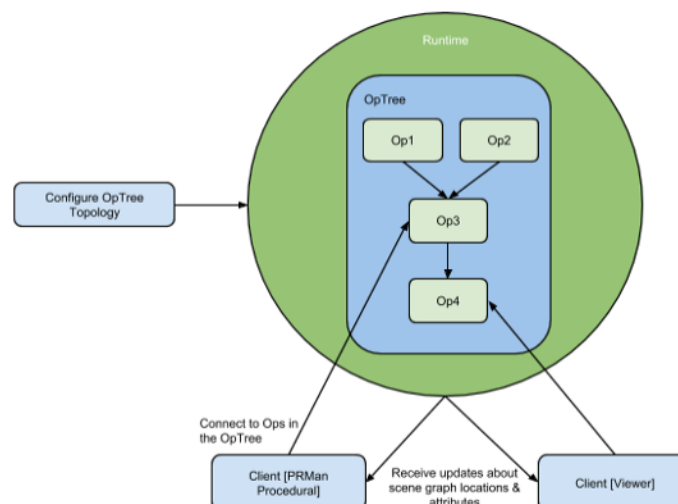 Runtime
OpTree
Op1
Op2
Configure OpTree
Topology
Op3
Op4
Connect to Ops in
the OpTree
Client [PRMan
Procedural]
Receive updates about
scene graph locations &
attributes
Client [Viewer]